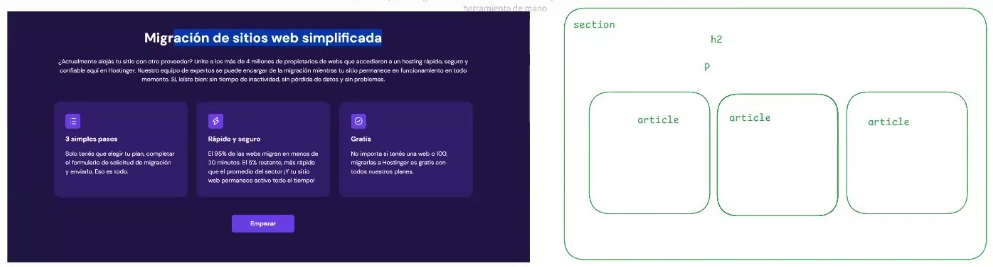 herramienta de mano
Migración de sitios web simplificada
¿Actualmente alojás tu sitio con otro proveedor? Unite a los más de 4 millones de propietarios de webs que accedieron a un hosting rápido, seguro y
confiable aquí en Hostinger. Nuestro equipo de expertos se puede encargar de la migración mientras tu sitio permanece en funcionamiento en todo
momento. Sí, leíste bien: sin tiempo de inactividad, sin pérdida de datos y sin problemas.
3 simples pasos
Solo tenés que elegir tu plan, completar
el formulario de solicitud de migración
y enviarlo. Eso es todo.
Rápido y seguro
El 95% de las webs migran en menos de
20 minutos. El 5% restante, más rápido
que el promedio del sector ¡Y tu sitio
web permanece activo todo el tiempo!
Gratis
No importa si tenés una web o 100,
migrarlas a Hostinger es gratis con
todos nuestros planes.
Empezar
section
h2
p
article
article
article